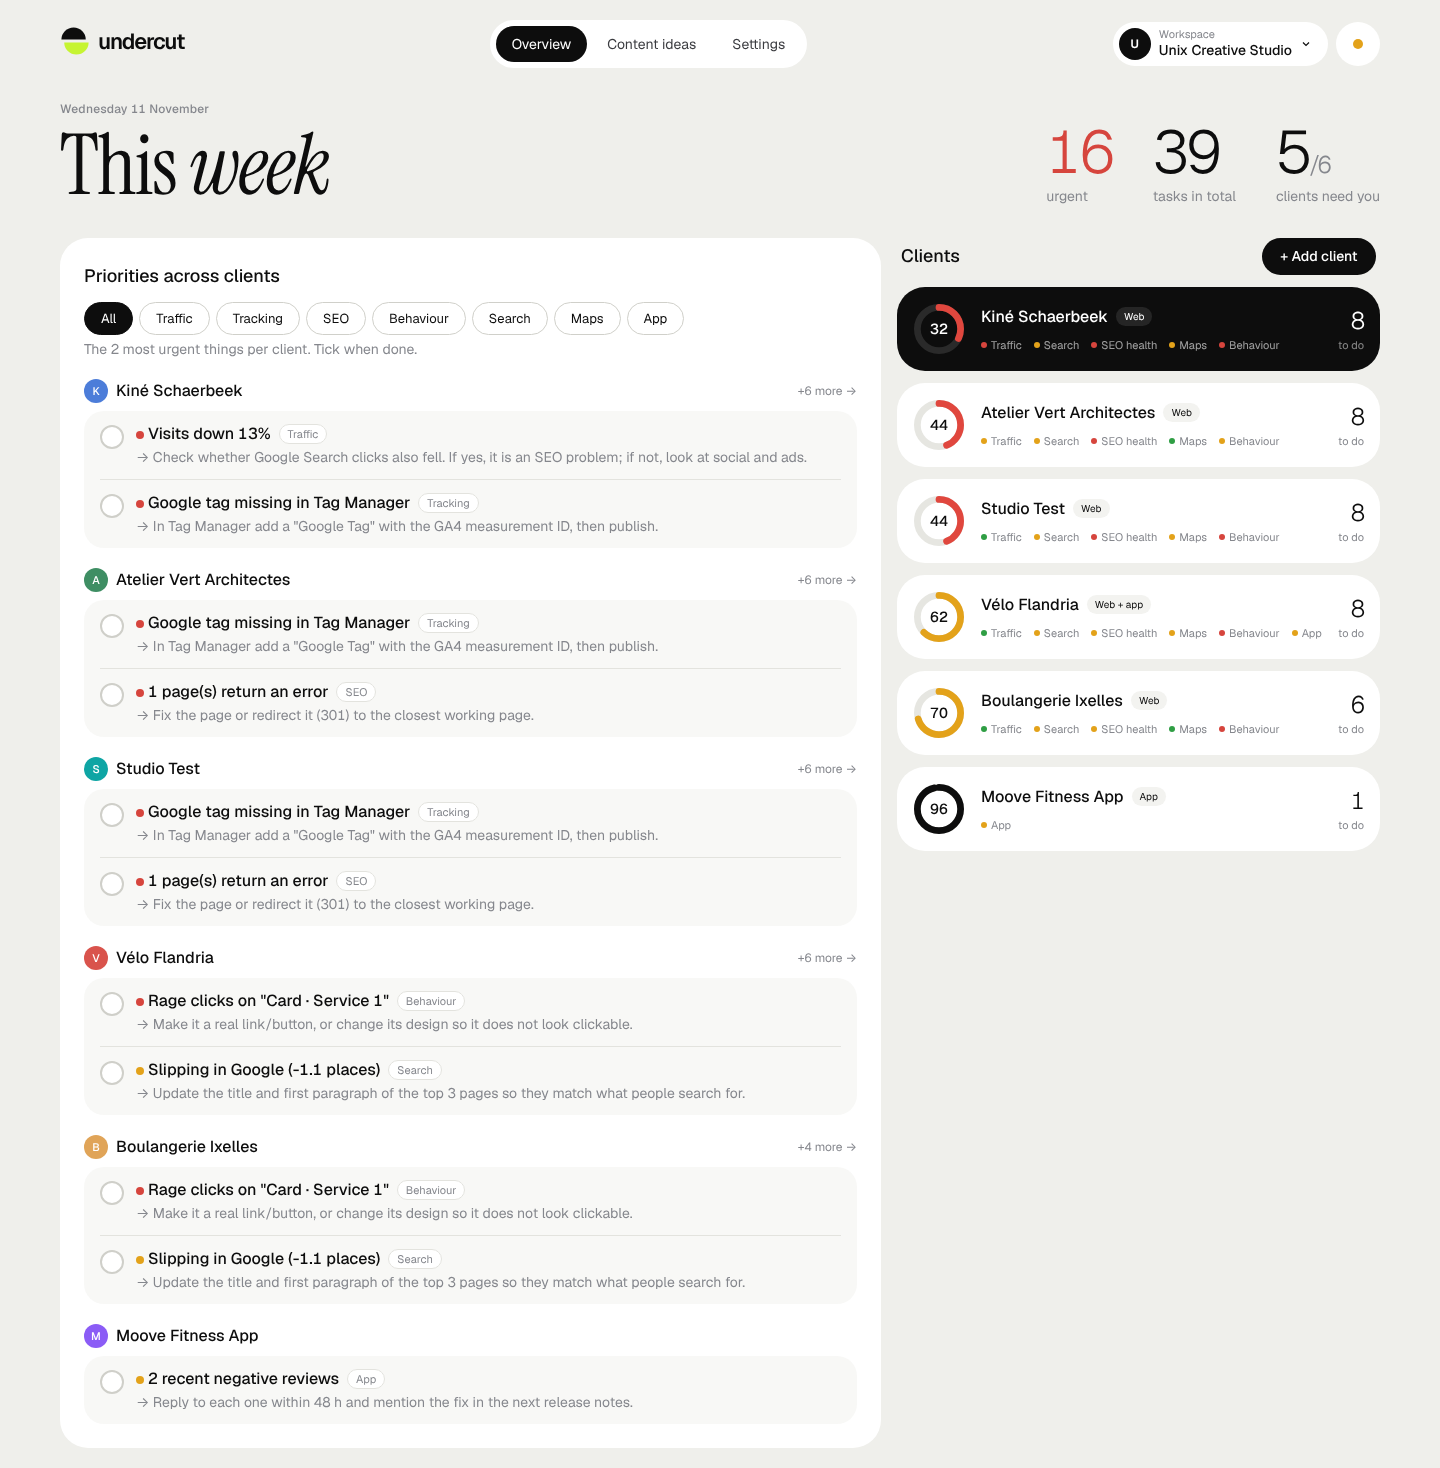 undercut
Overview
Content ideas
Settings
U
Workspace
Unix Creative Studio
Wednesday 11 November
This week
16
urgent
39
tasks in total
5/6
clients need you
Priorities across clients
All
Traffic
Tracking
SEO
Behaviour
Search
Maps
App
The 2 most urgent things per client. Tick when done.
K Kiné Schaerbeek +6 more →
Visits down 13% Traffic
→ Check whether Google Search clicks also fell. If yes, it is an SEO problem; if not, look at social and ads.
Google tag missing in Tag Manager Tracking
→ In Tag Manager add a "Google Tag" with the GA4 measurement ID, then publish.
A Atelier Vert Architectes +6 more →
Google tag missing in Tag Manager Tracking
→ In Tag Manager add a "Google Tag" with the GA4 measurement ID, then publish.
1 page(s) return an error SEO
→ Fix the page or redirect it (301) to the closest working page.
S Studio Test +6 more →
Google tag missing in Tag Manager Tracking
→ In Tag Manager add a "Google Tag" with the GA4 measurement ID, then publish.
1 page(s) return an error SEO
→ Fix the page or redirect it (301) to the closest working page.
V Vélo Flandria +6 more →
Rage clicks on "Card · Service 1" Behaviour
→ Make it a real link/button, or change its design so it does not look clickable.
Slipping in Google (-1.1 places) Search
→ Update the title and first paragraph of the top 3 pages so they match what people search for.
B Boulangerie Ixelles +4 more →
Rage clicks on "Card · Service 1" Behaviour
→ Make it a real link/button, or change its design so it does not look clickable.
Slipping in Google (-1.1 places) Search
→ Update the title and first paragraph of the top 3 pages so they match what people search for.
M Moove Fitness App
2 recent negative reviews App
→ Reply to each one within 48 h and mention the fix in the next release notes.
Clients
+ Add client
32
Kiné Schaerbeek Web
Traffic Search SEO health Maps Behaviour
8
to do
44
Atelier Vert Architectes Web
Traffic Search SEO health Maps Behaviour
8
to do
44
Studio Test Web
Traffic Search SEO health Maps Behaviour
8
to do
62
Vélo Flandria Web + app
Traffic Search SEO health Maps Behaviour App
8
to do
70
Boulangerie Ixelles Web
Traffic Search SEO health Maps Behaviour
6
to do
96
Moove Fitness App App
App
1
to do